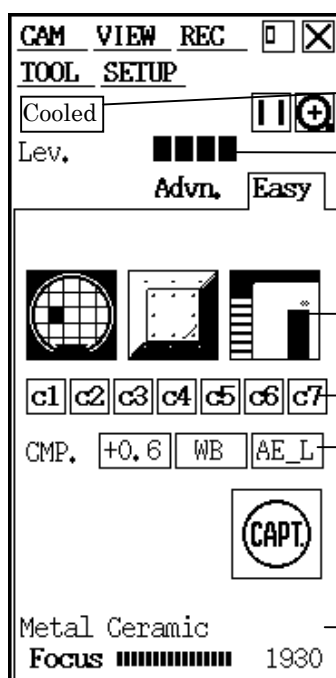 CAM VIEW REC
TOOL SETUP
Cooled
Lev.
Advn. Easy
c1 c2 c3 c4 c5 c6 c7
CMP. +0.6 WB AE_L
CAPT.
Metal Ceramic
Focus 1930